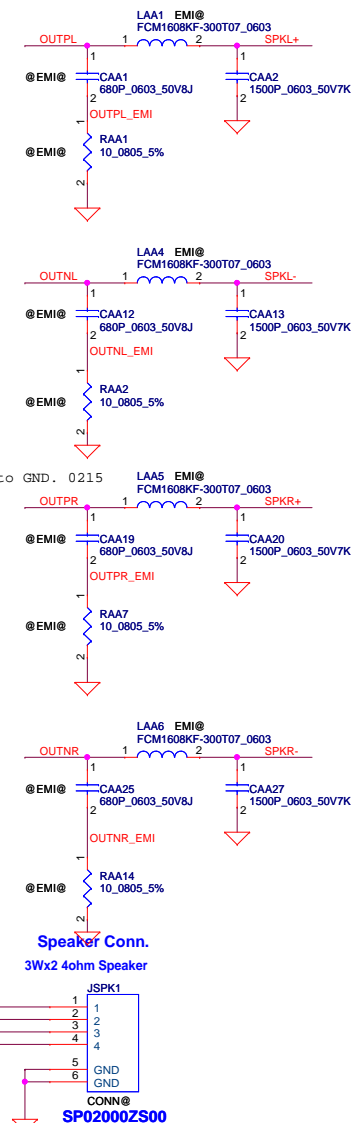 LAA1 EMI@
FCM1608KF-300T07_0603
OUTPL 1 2 SPKL+
1 1
@EMI@ CAA1 CAA2
680P_0603_50V8J 1500P_0603_50V7K
2 2
OUTPL_EMI
1
@EMI@ RAA1
10_0805_5%
2
LAA4 EMI@
FCM1608KF-300T07_0603
OUTNL 1 2 SPKL-
1 1
@EMI@ CAA12 CAA13
680P_0603_50V8J 1500P_0603_50V7K
2 2
OUTNL_EMI
1
@EMI@ RAA2
10_0805_5%
2
to GND. 0215
LAA5 EMI@
FCM1608KF-300T07_0603
OUTPR 1 2 SPKR+
1 1
@EMI@ CAA19 CAA20
680P_0603_50V8J 1500P_0603_50V7K
2 2
OUTPR_EMI
1
@EMI@ RAA7
10_0805_5%
2
LAA6 EMI@
FCM1608KF-300T07_0603
OUTNR 1 2 SPKR-
1 1
@EMI@ CAA25 CAA27
680P_0603_50V8J 1500P_0603_50V7K
2 2
OUTNR_EMI
1
@EMI@ RAA14
10_0805_5%
2
Speaker Conn.
3Wx2 4ohm Speaker
JSPK1
1 1
2 2
3 3
4 4
5 GND
6 GND
CONN@
SP02000ZS00